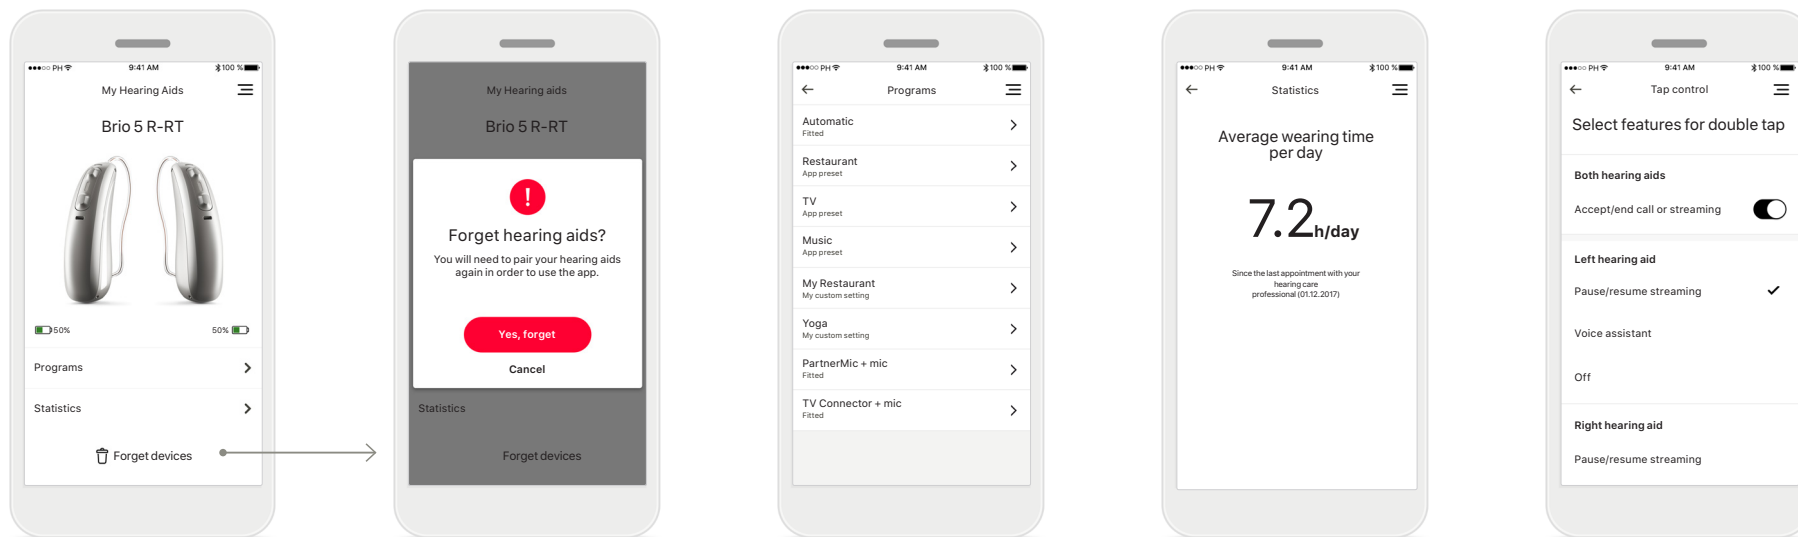 PH
9:41 AM
100 %
My Hearing Aids
Brio 5 R-RT
50%
50%
Programs
Statistics
Forget devices
My Hearing aids
Brio 5 R-RT
!
Forget hearing aids?
You will need to pair your hearing aids
again in order to use the app.
Yes, forget
Cancel
Statistics
Forget devices
PH
9:41 AM
100 %
Programs
Automatic
Fitted
Restaurant
App preset
TV
App preset
Music
App preset
My Restaurant
My custom setting
Yoga
My custom setting
PartnerMic + mic
Fitted
TV Connector + mic
Fitted
PH
9:41 AM
100 %
Statistics
Average wearing time
per day
7.2 h/day
Since the last appointment with your
hearing care
professional (01.12.2017)
PH
9:41 AM
100 %
Tap control
Select features for double tap
Both hearing aids
Accept/end call or streaming
Left hearing aid
Pause/resume streaming
Voice assistant
Off
Right hearing aid
Pause/resume streaming